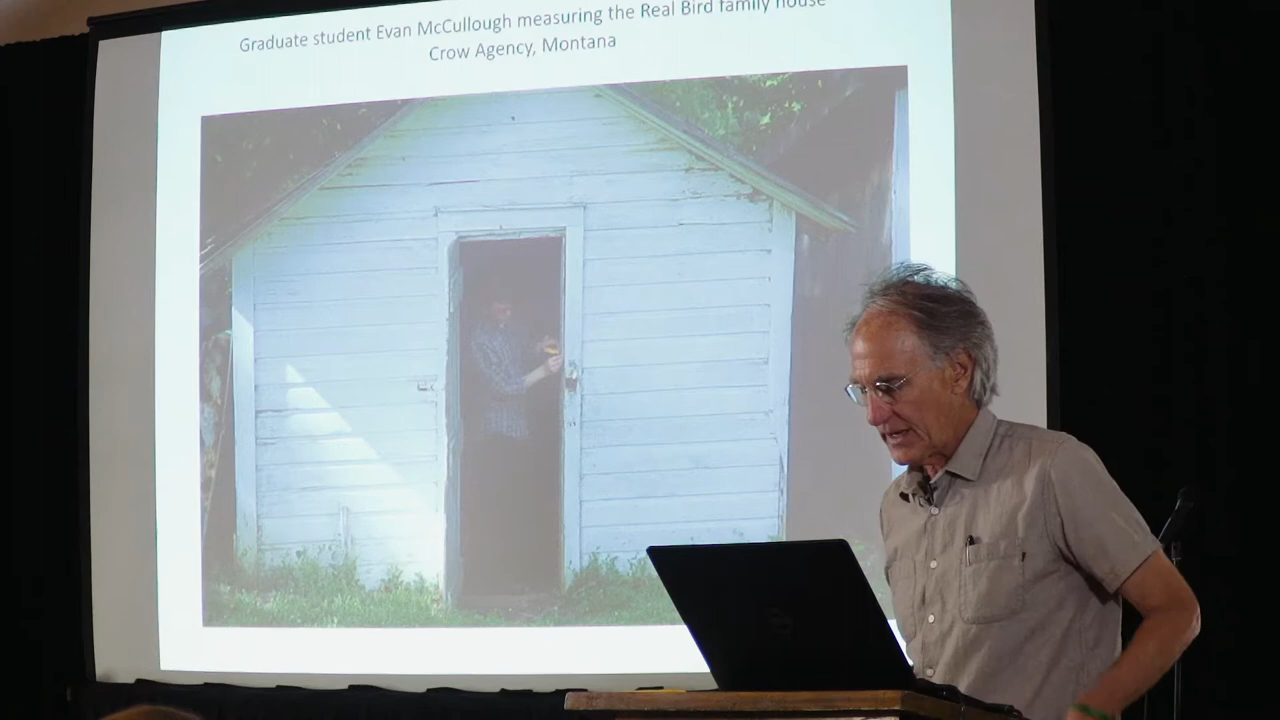 Graduate student Evan McCullough measuring the Real Bird family house
Crow Agency, Montana